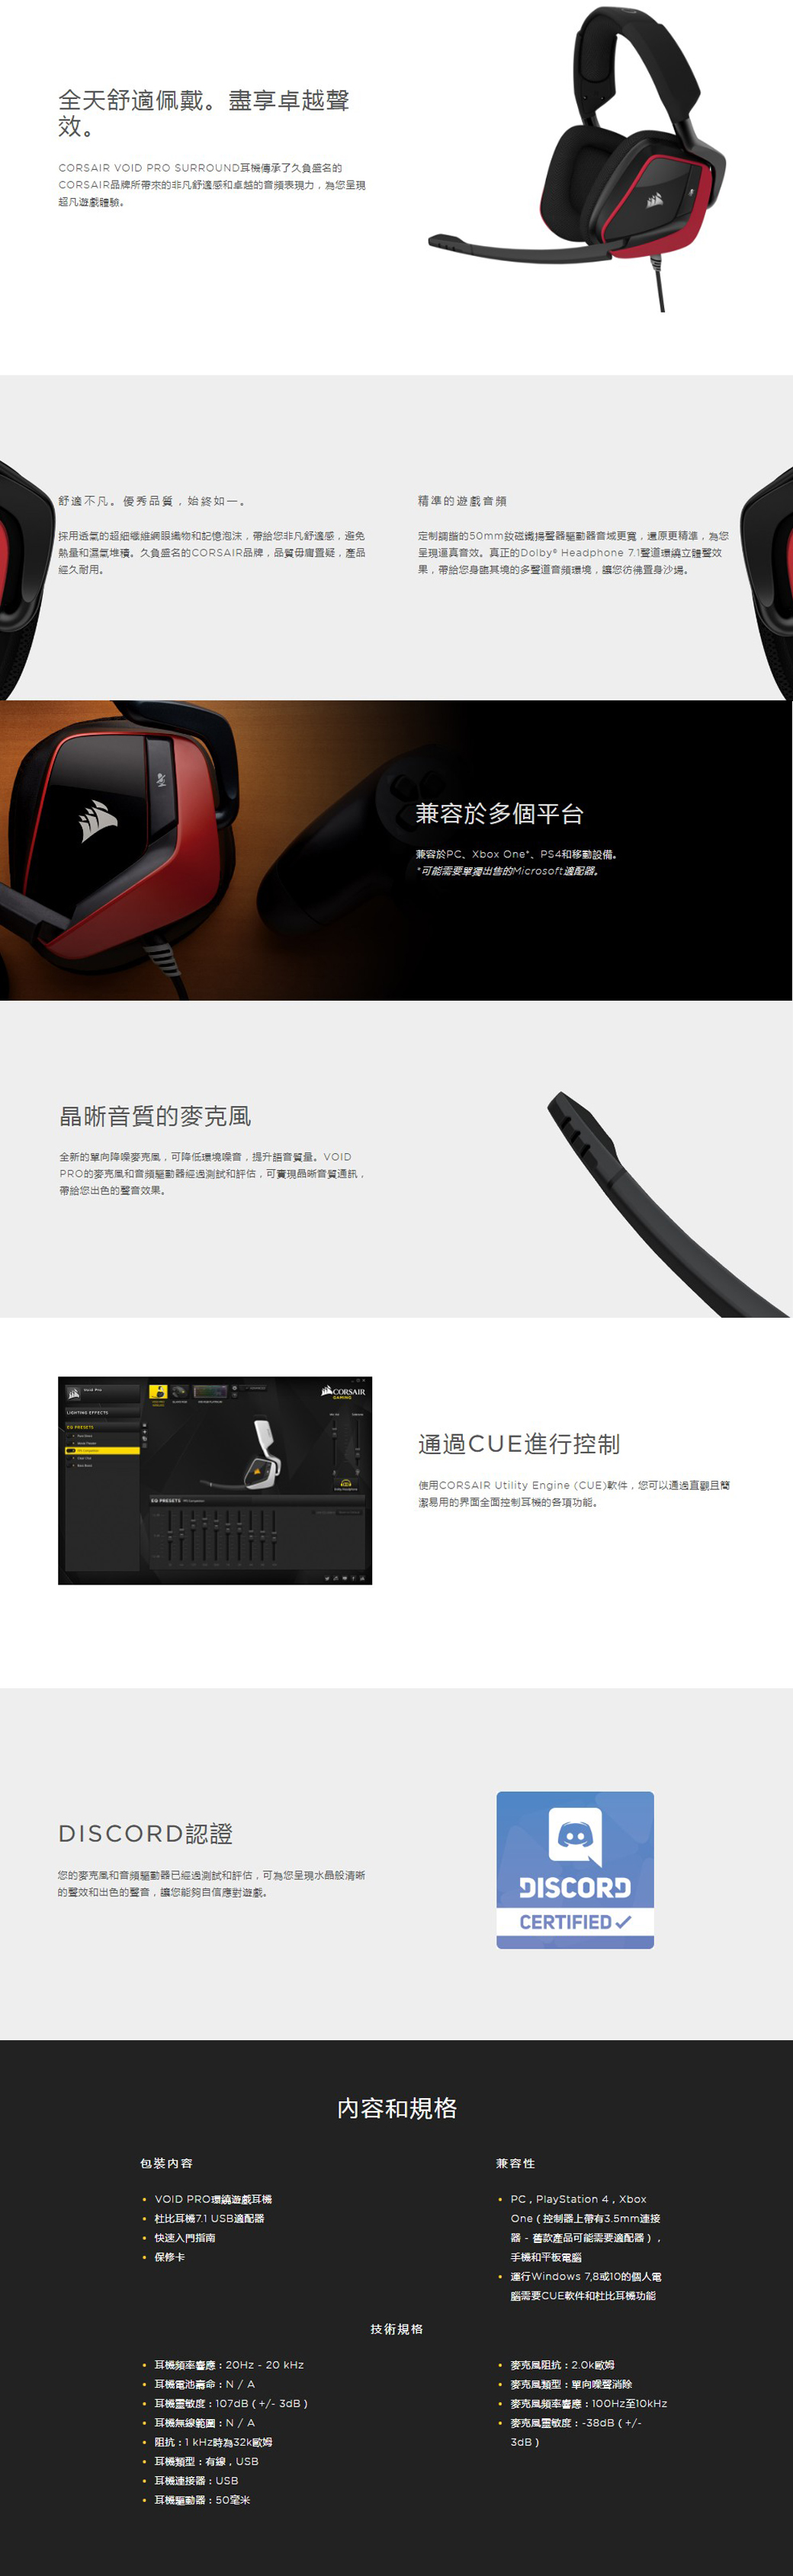 全天舒適佩戴。盡享卓越聲
效。
CORSAIR VOID PRO SURROUND耳機傳承了久負盛名的
CORSAIR品牌所帶來的非凡舒適感和卓越的音頻表現力，為您呈現
超凡遊戲體驗。
舒適不凡。優秀品質，始終如一。
採用透氣的超細纖維網眼織物和記憶泡沫，帶給您非凡舒適感，避免
熱量和濕氣堆積。久負盛名的CORSAIR品牌，品質毋庸置疑，產品
經久耐用。
精準的遊戲音頻
定制調諧的50mm釹磁鐵揚聲器驅動器音域更寬，還原更精準，為您
呈現逼真音效。真正的Dolby® Headphone 7.1聲道環繞立體聲效
果，帶給您身臨其境的多聲道音頻環境，讓您彷彿置身沙場。
兼容於多個平台
兼容於PC、Xbox One*、PS4和移動設備。
*可能需要單獨出售的Microsoft適配器。
晶晰音質的麥克風
全新的單向降噪麥克風，可降低環境噪音，提升語音質量。VOID
PRO的麥克風和音頻驅動器經過測試和評估，可實現晶晰音質通訊，
帶給您出色的聲音效果。
Void Pro
LIGHTING EFFECTS
EQ PRESETS
CORSAIR
GAMING
EQ PRESETS
通過CUE進行控制
使用CORSAIR Utility Engine (CUE)軟件，您可以通過直觀且簡
潔易用的界面全面控制耳機的各項功能。
DISCORD認證
您的麥克風和音頻驅動器已經過測試和評估，可為您呈現水晶般清晰
的聲效和出色的聲音，讓您能夠自信應對遊戲。
DISCORD
CERTIFIED✓
內容和規格
包裝內容
• VOID PRO環繞遊戲耳機
• 杜比耳機7.1 USB適配器
• 快速入門指南
• 保修卡
兼容性
• PC，PlayStation 4，Xbox
One（控制器上帶有3.5mm連接
器 - 舊款產品可能需要適配器），
手機和平板電腦
• 運行Windows 7,8或10的個人電
腦需要CUE軟件和杜比耳機功能
技術規格
• 耳機頻率響應：20Hz - 20 kHz
• 耳機電池壽命：N / A
• 耳機靈敏度：107dB（+/- 3dB）
• 耳機無線範圍：N / A
• 阻抗：1 kHz時為32k歐姆
• 耳機類型：有線，USB
• 耳機連接器：USB
• 耳機驅動器：50毫米
• 麥克風阻抗：2.0k歐姆
• 麥克風類型：單向噪聲消除
• 麥克風頻率響應：100Hz至10kHz
• 麥克風靈敏度：-38dB（+/-
3dB）